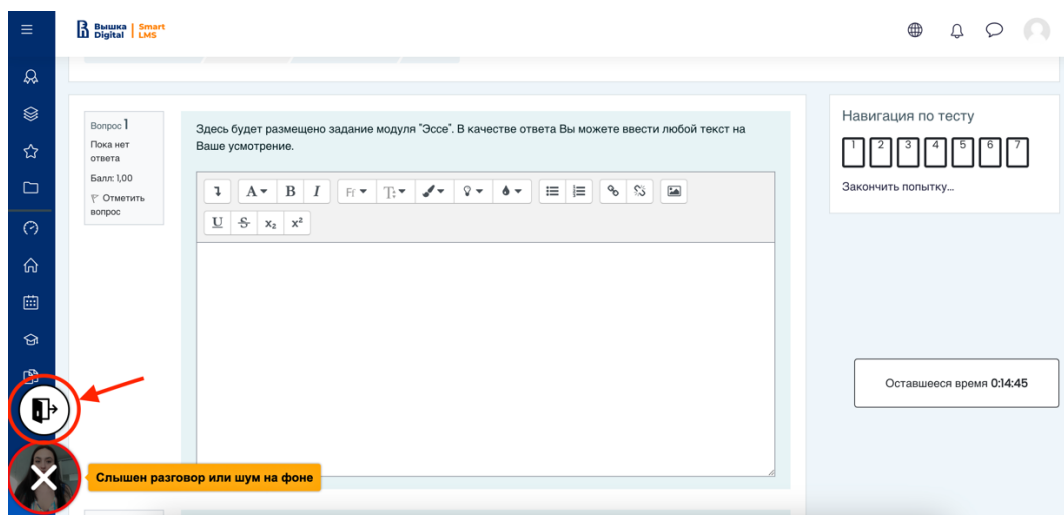 Вышка Digital | Smart LMS
Вопрос 1
Пока нет
ответа
Балл: 1,00
Отметить
вопрос
Здесь будет размещено задание модуля "Эссе". В качестве ответа Вы можете ввести любой текст на
Ваше усмотрение.
A B I Fr T:
U S x₂ x²
Навигация по тесту
1 2 3 4 5 6 7
Закончить попытку...
Оставшееся время 0:14:45
Слышен разговор или шум на фоне